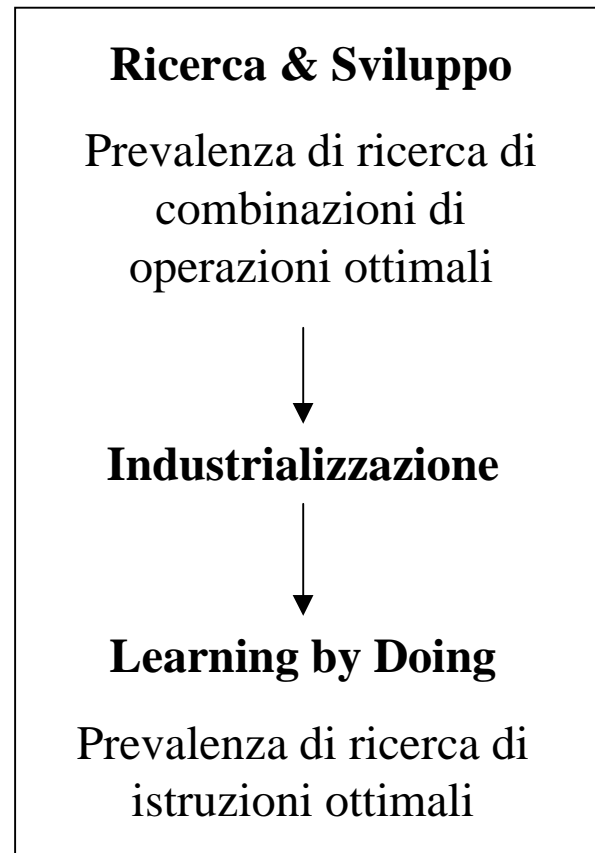 Ricerca & Sviluppo
Prevalenza di ricerca di
combinazioni di
operazioni ottimali
Industrializzazione
Learning by Doing
Prevalenza di ricerca di
istruzioni ottimali